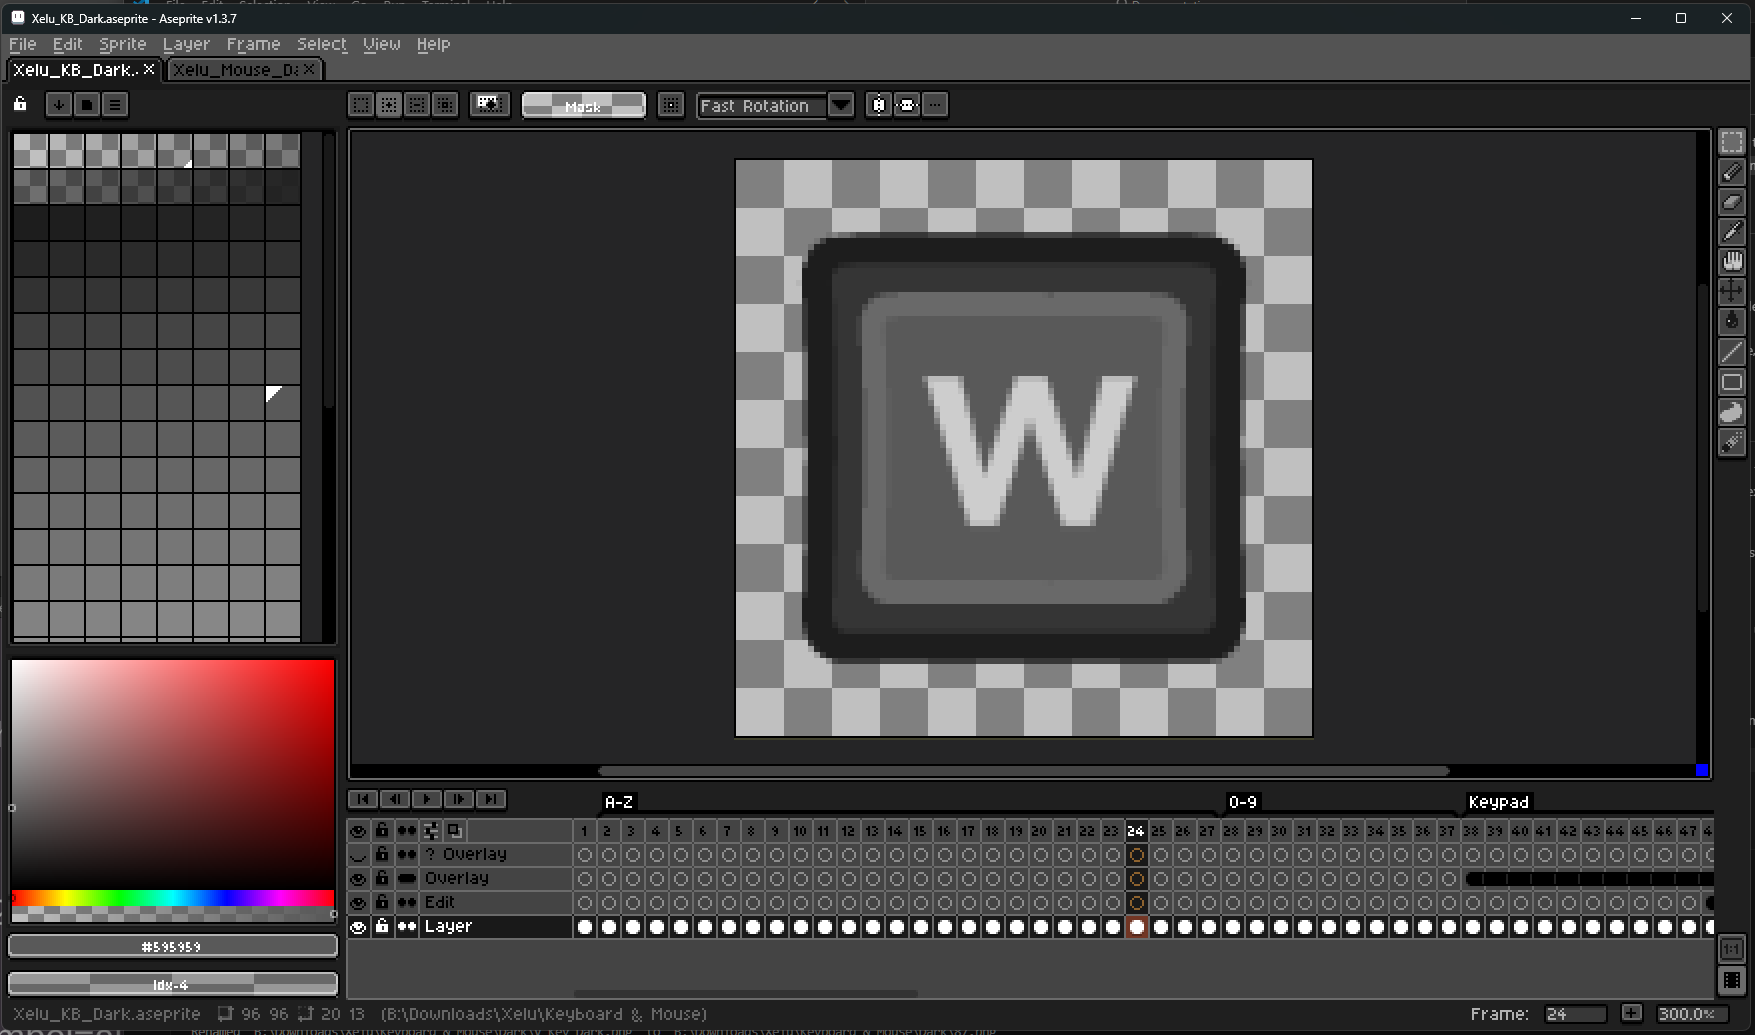 Xelu_KB_Dark.aseprite - Aseprite v1.3.7
File Edit Sprite Layer Frame Select View Help
Xelu_KB_Dark. Xelu_Mouse_Da
Mask
Fast Rotation
W
A-Z 0-9 Keypad
1 2 3 4 5 6 7 8 9 10 11 12 13 14 15 16 17 18 19 20 21 22 23 24 25 26 27 28 29 30 31 32 33 34 35 36 37 38 39 40 41 42 43 44 45 46 47 4
? Overlay
Overlay
Edit
Layer
#595959
Idx-4
1:1
Xelu_KB_Dark.aseprite 96 96 20 13 (B:\Downloads\Xelu\Keyboard & Mouse)
Frame: 24 300.0%